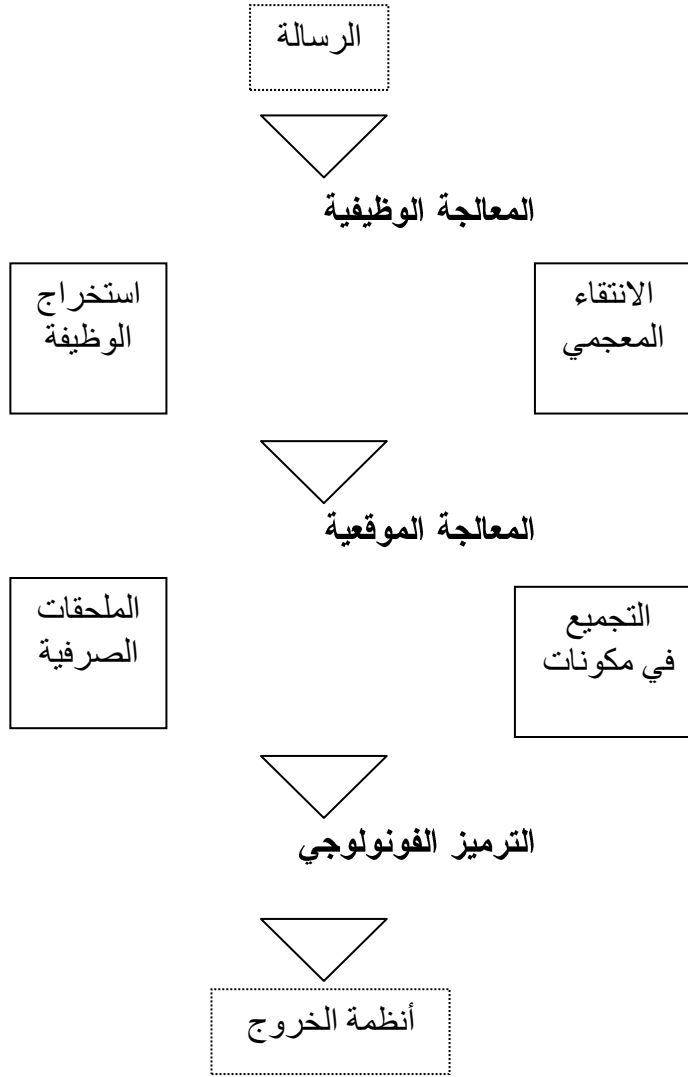 الرسالة
المعالجة الوظيفية
الانتقاء
المعجمي
استخراج
الوظيفة
المعالجة الموقعية
التجميع
في مكونات
الملحقات
الصرفية
الترميز الفونولوجي
أنظمة الخروج